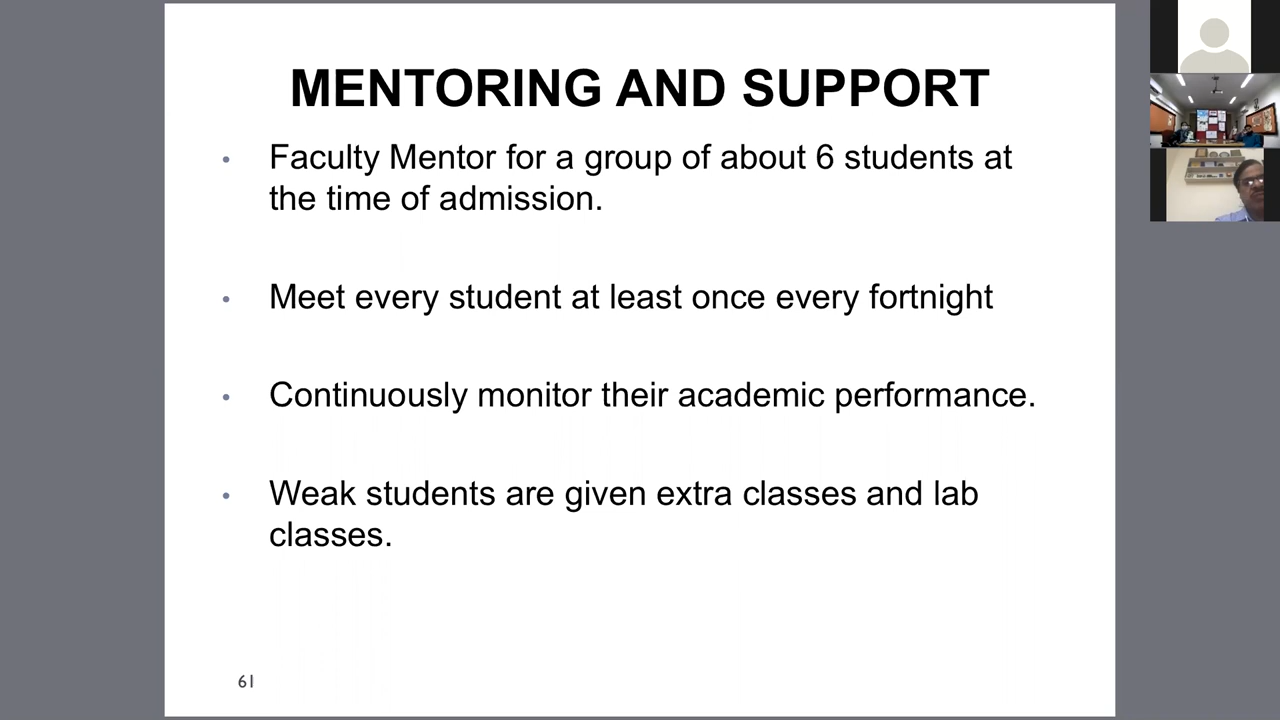 MENTORING AND SUPPORT
• Faculty Mentor for a group of about 6 students at
the time of admission.
• Meet every student at least once every fortnight
• Continuously monitor their academic performance.
• Weak students are given extra classes and lab
classes.
61